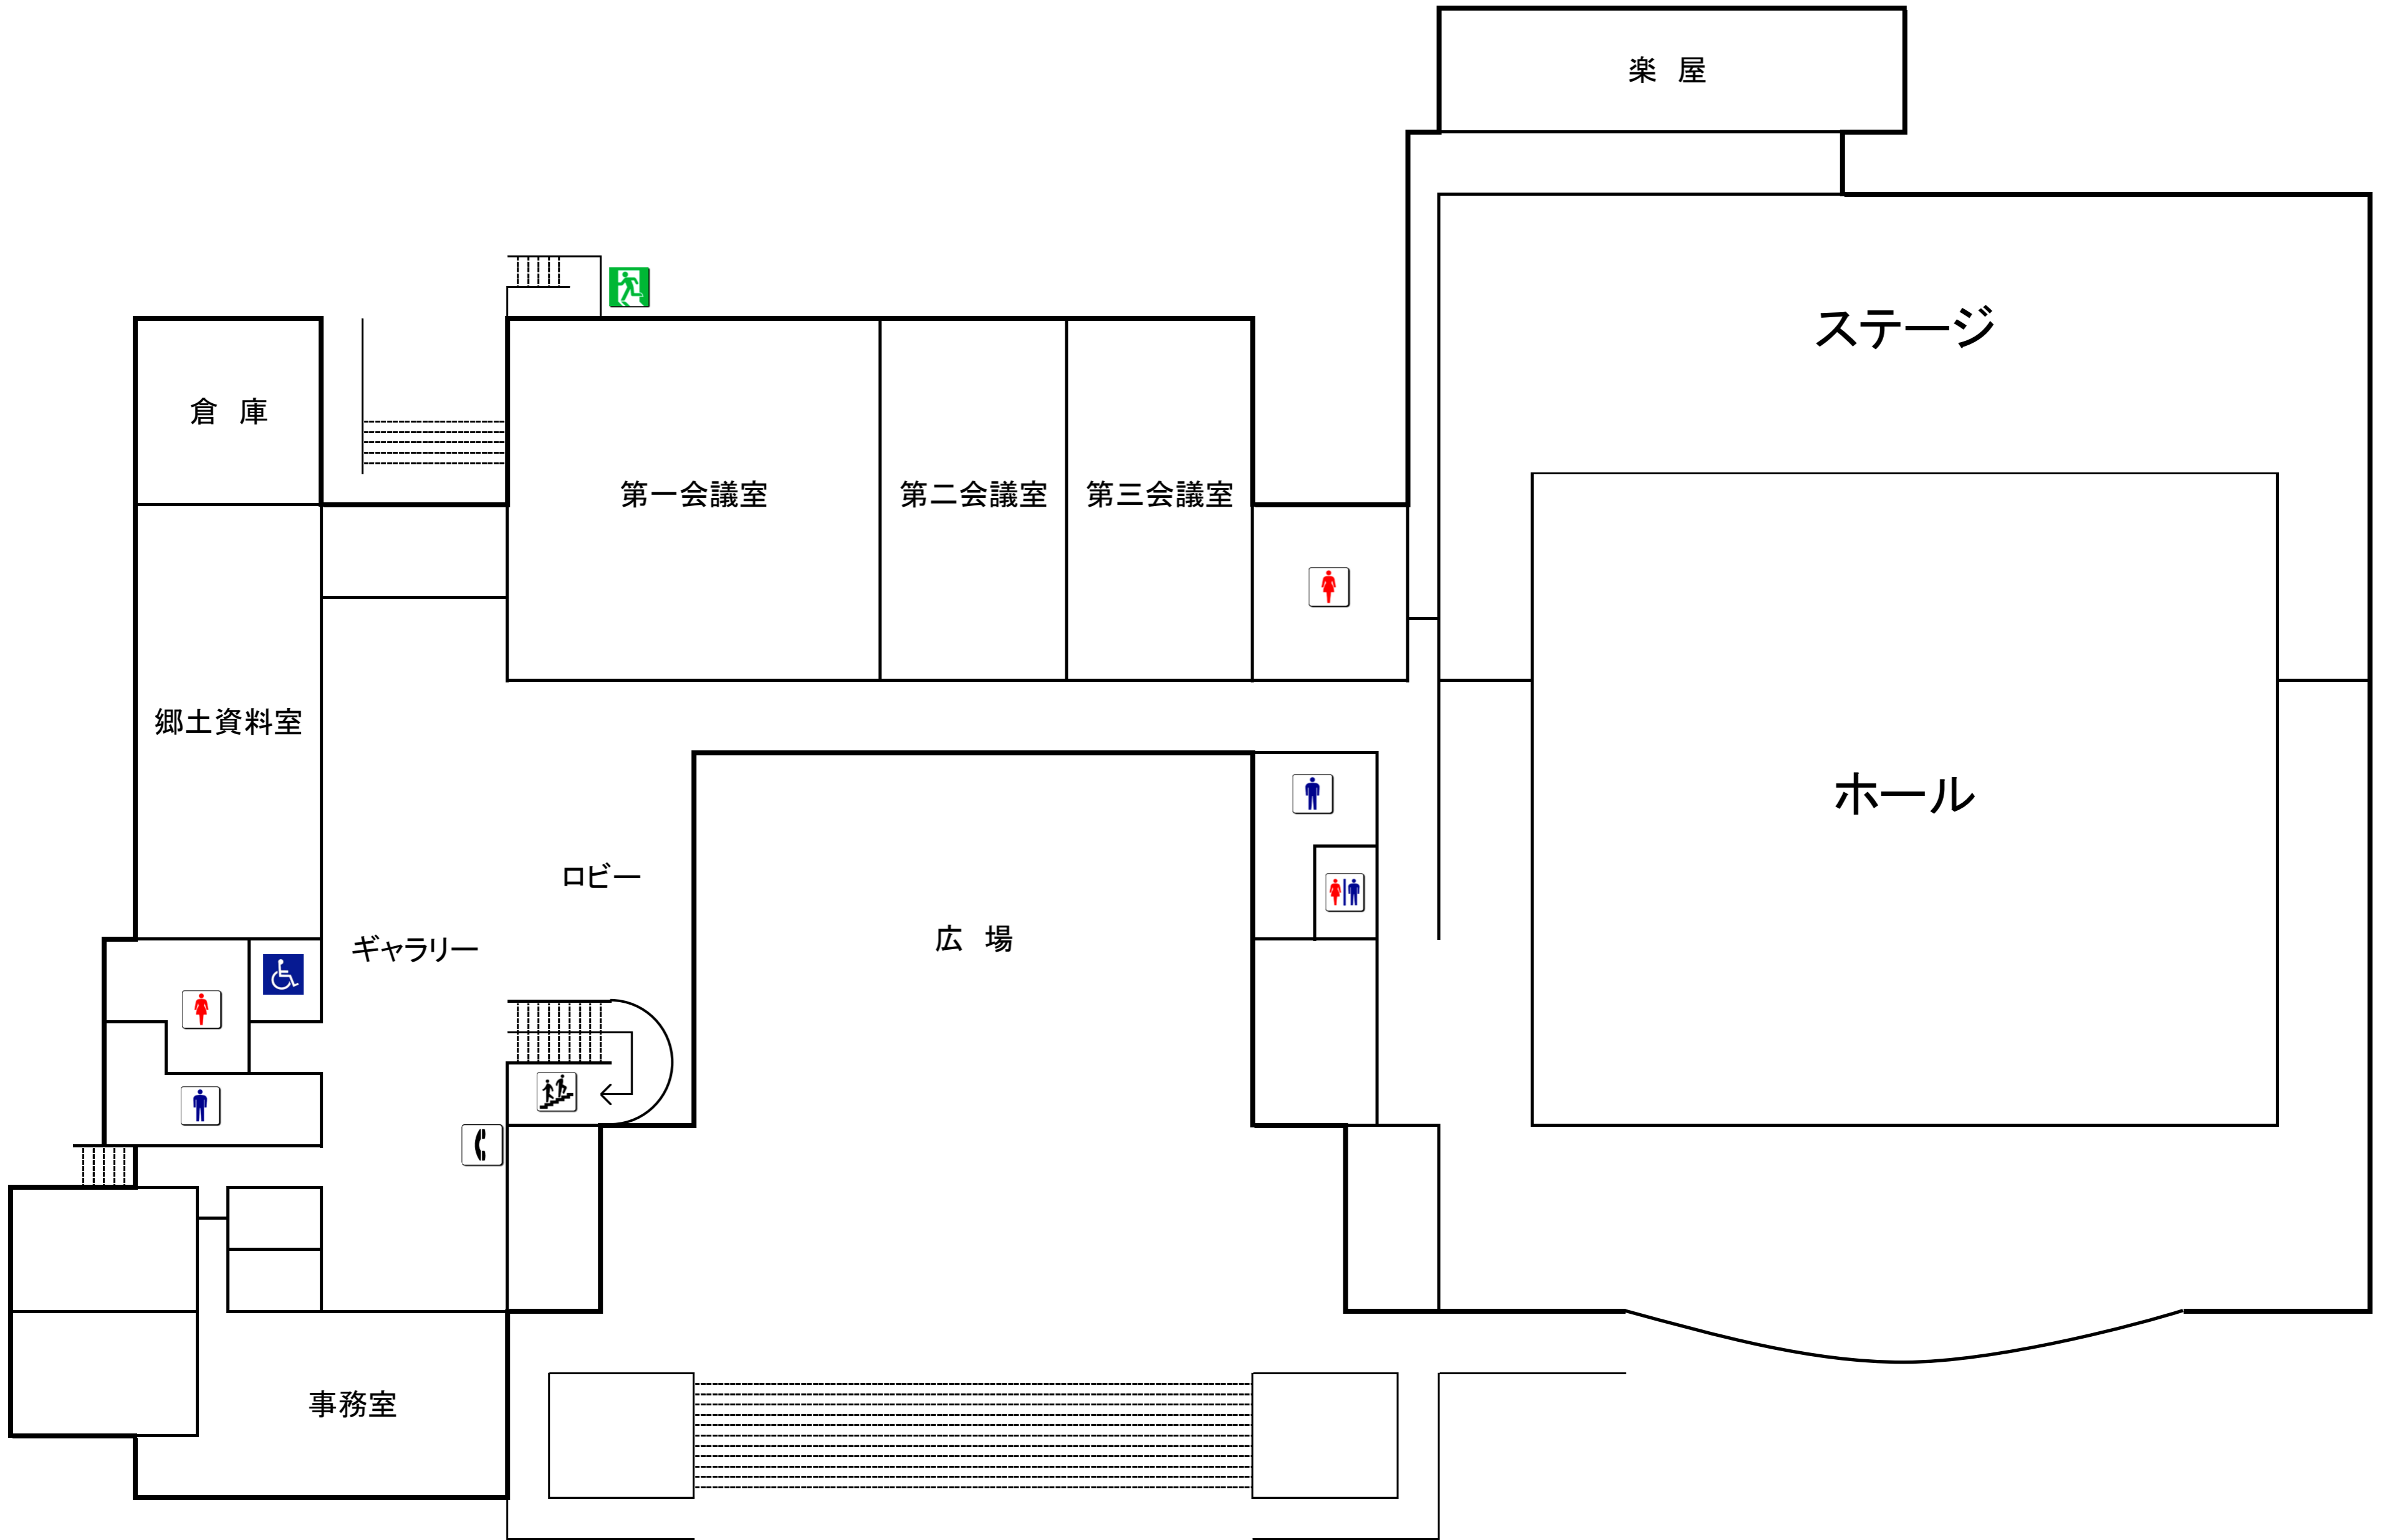 楽 屋
ステージ
倉 庫
第一会議室
第二会議室
第三会議室
郷土資料室
ホール
ロビー
ギャラリー
広 場
事務室